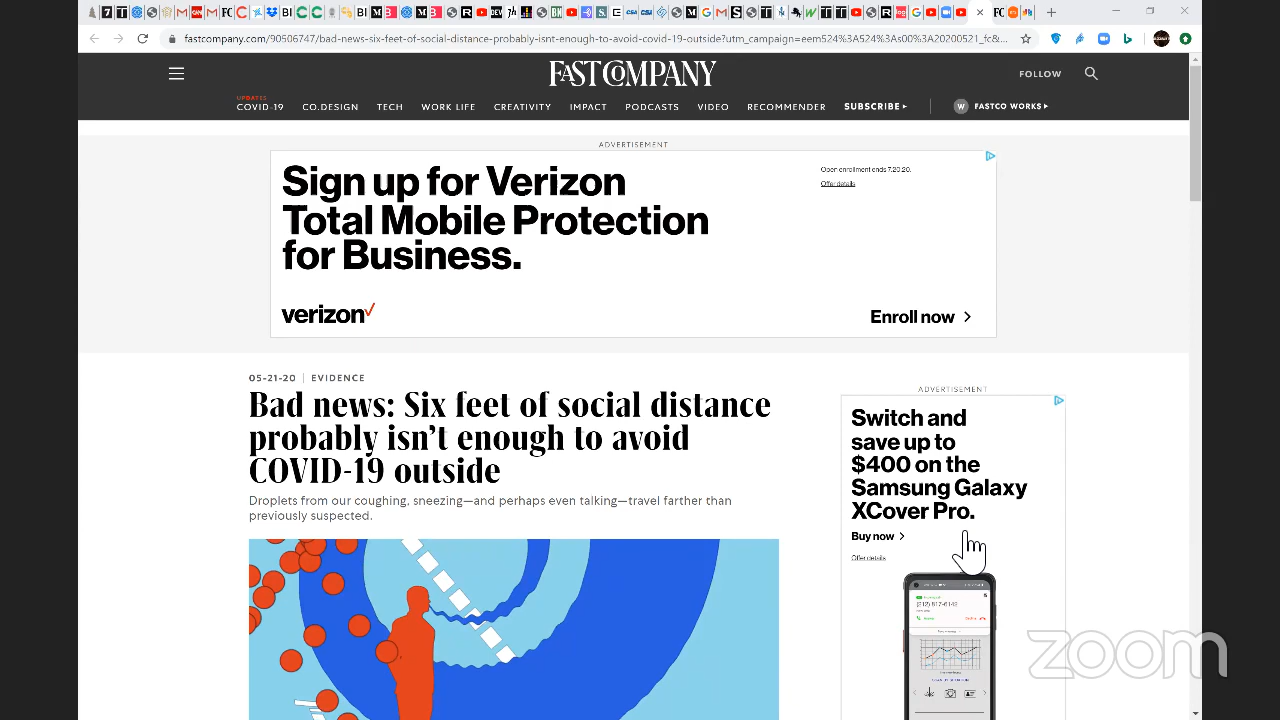 fastcompany.com/90506747/bad-news-six-feet-of-social-distance-probably-isnt-enough-to-avoid-covid-19-outside?utm_campaign=eem524%3A524%3As00%3A20200521_fc&...
FAST COMPANY
FOLLOW
UPDATED
COVID-19 CO.DESIGN TECH WORK LIFE CREATIVITY IMPACT PODCASTS VIDEO RECOMMENDER SUBSCRIBE W FASTCO WORKS
ADVERTISEMENT
Sign up for Verizon
Total Mobile Protection
for Business.
Open enrollment ends 7.20.20.
Offer details
verizon
Enroll now
05-21-20 | EVIDENCE
Bad news: Six feet of social distance
probably isn't enough to avoid
COVID-19 outside
Droplets from our coughing, sneezing—and perhaps even talking—travel farther than
previously suspected.
ADVERTISEMENT
Switch and
save up to
$400 on the
Samsung Galaxy
XCover Pro.
Buy now
Offer details
zoom